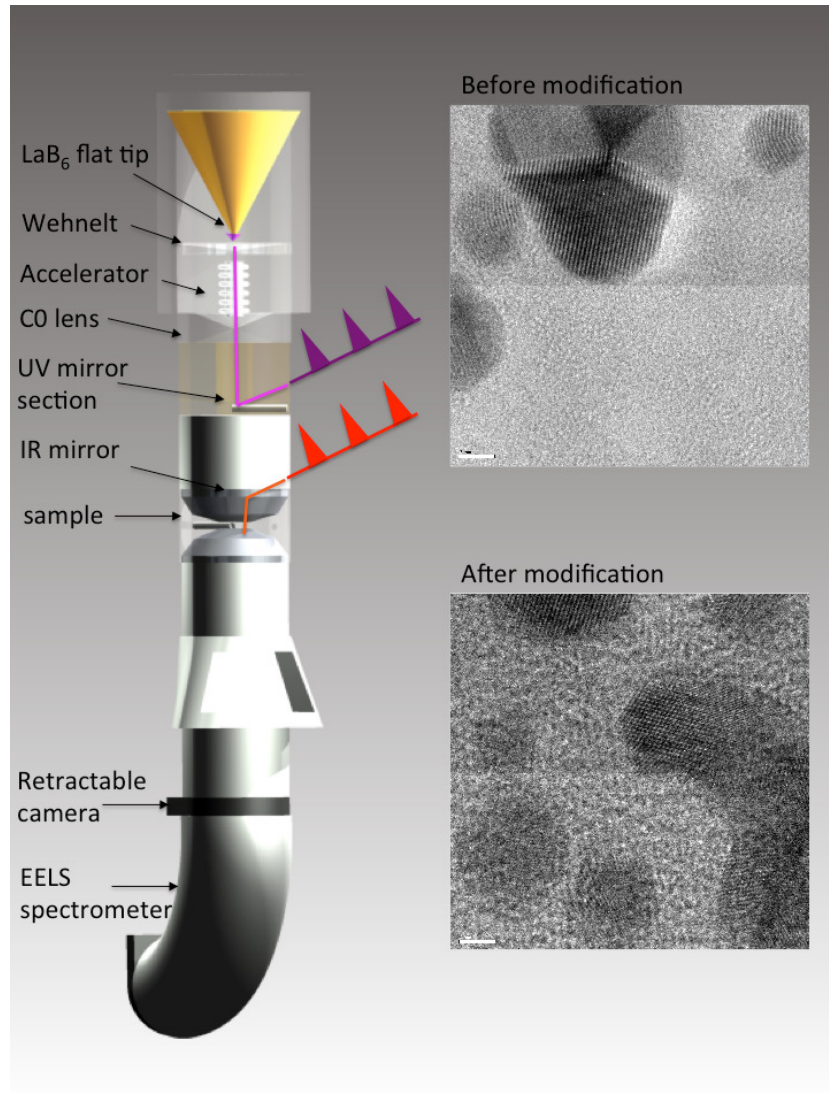 Before modification
LaB₆ flat tip
Wehnelt
Accelerator
C0 lens
UV mirror
section
IR mirror
sample
After modification
Retractable
camera
EELS
spectrometer